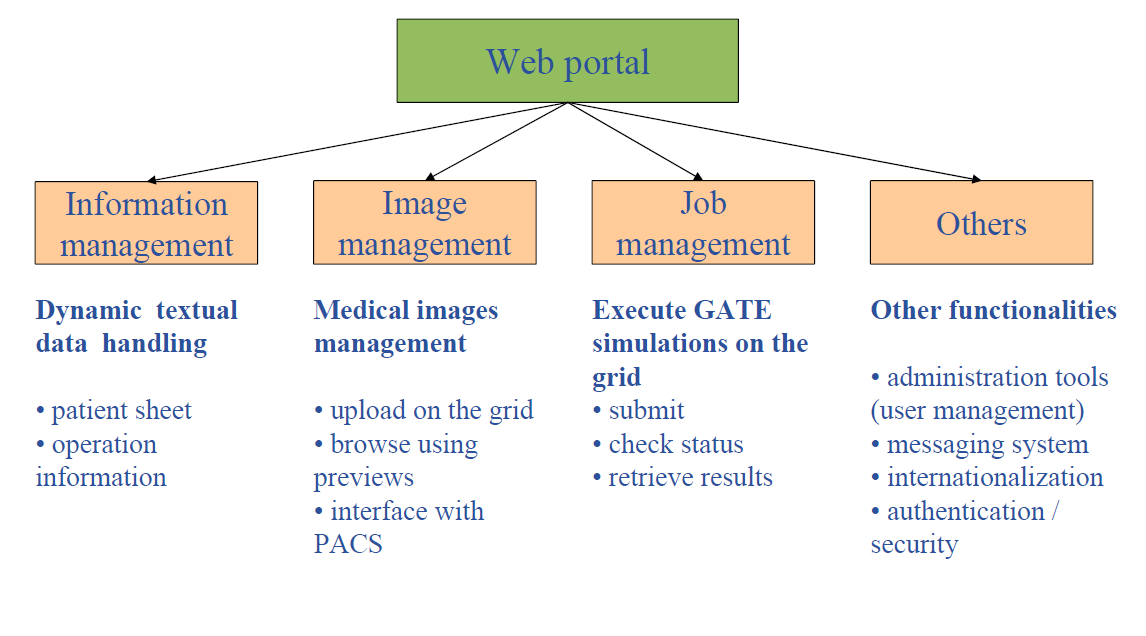 Web portal
Information
management
Image
management
Job
management
Others
Dynamic textual
data handling
• patient sheet
• operation
information
Medical images
management
• upload on the grid
• browse using
previews
• interface with
PACS
Execute GATE
simulations on the
grid
• submit
• check status
• retrieve results
Other functionalities
• administration tools
(user management)
• messaging system
• internationalization
• authentication /
security